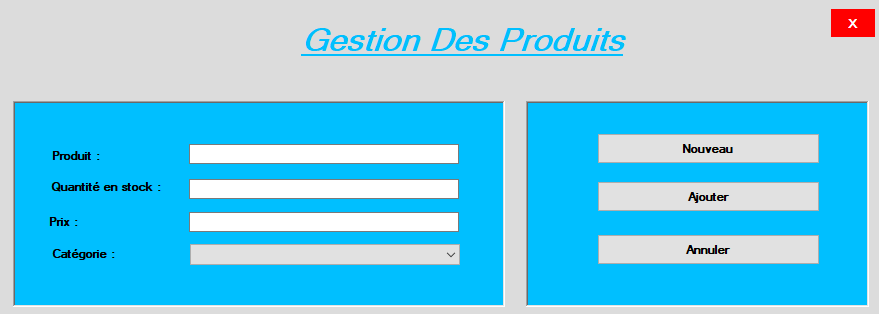 Gestion Des Produits
X
Produit :
Quantité en stock :
Prix :
Catégorie :
Nouveau
Ajouter
Annuler